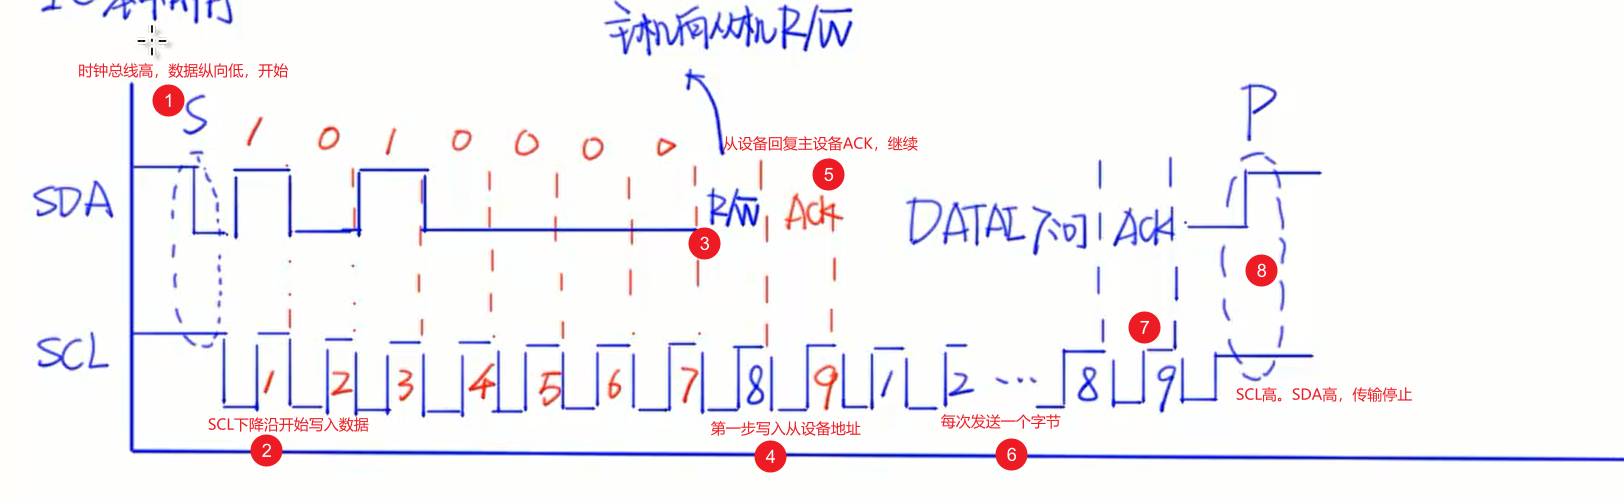 主机向从机R/W̅
时钟总线高，数据纵向低，开始
1
S
P
1 0 1 0 0 0 0
从设备回复主设备ACK，继续
5
SDA
R/W̅
ACK
DATA
ACK
3
8
7
SCL
1 2 3 4 5 6 7 8 9 1 2 ... 8 9
SCL高。SDA高，传输停止
SCL下降沿开始写入数据
第一步写入从设备地址
每次发送一个字节
2
4
6